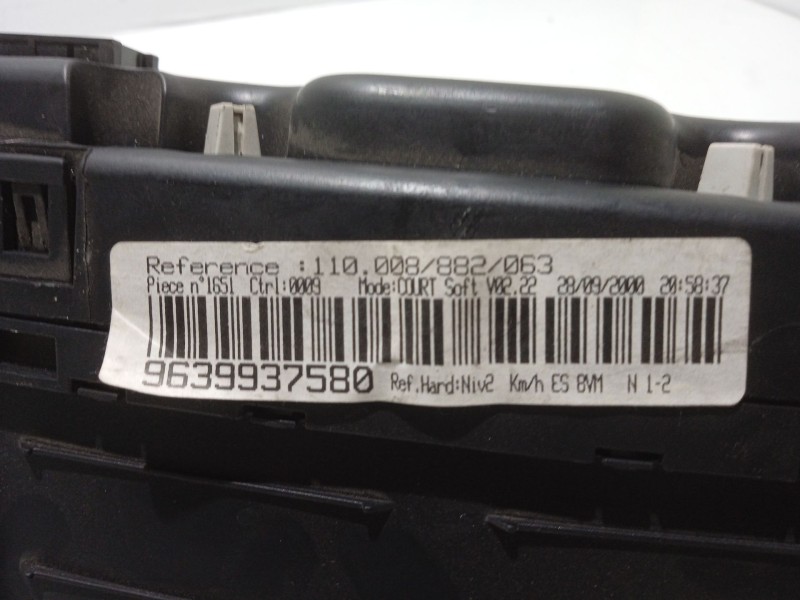 Reference :110.008/882/063
Piece n°1651 Ctrl:0009 Mode:COURT Soft V02.22 28/09/2000 20:58:37
9639937580 Ref.Hard:Niv2 Km/h ES 8VM N 1-2